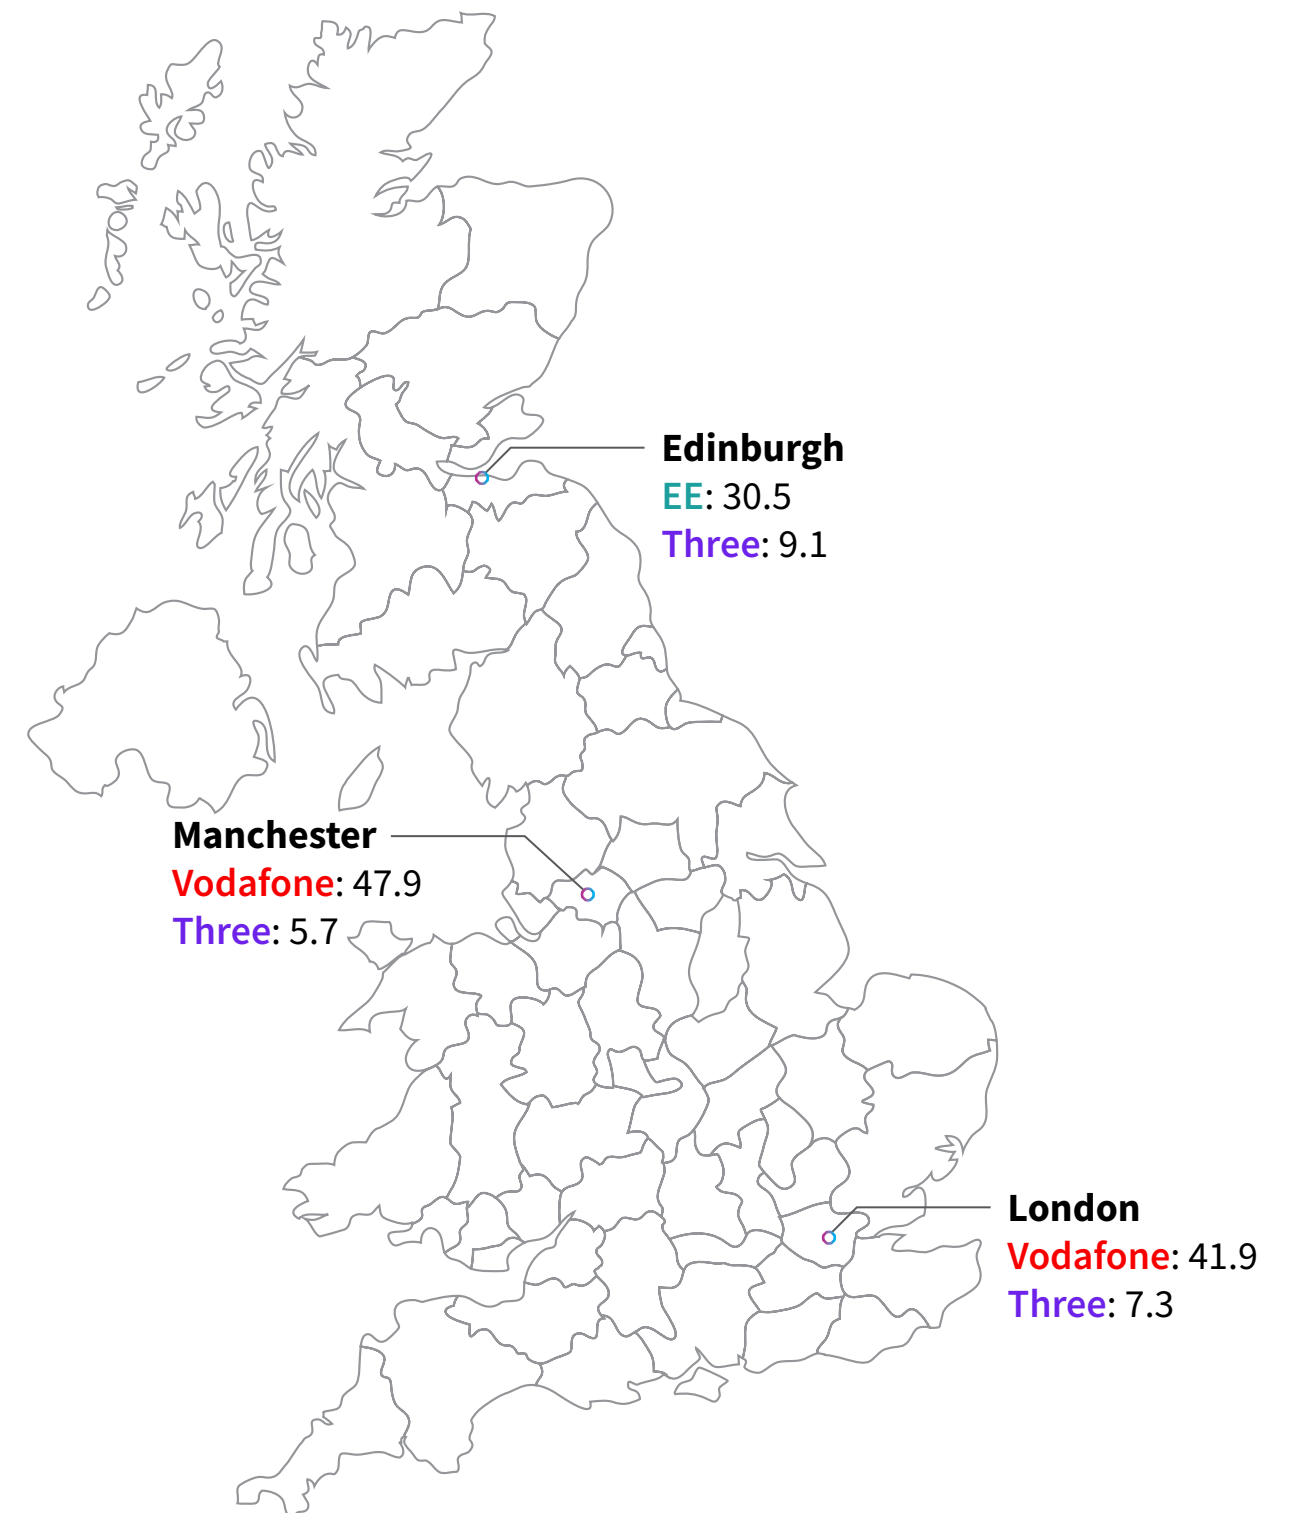 Edinburgh
EE: 30.5
Three: 9.1
Manchester
Vodafone: 47.9
Three: 5.7
London
Vodafone: 41.9
Three: 7.3